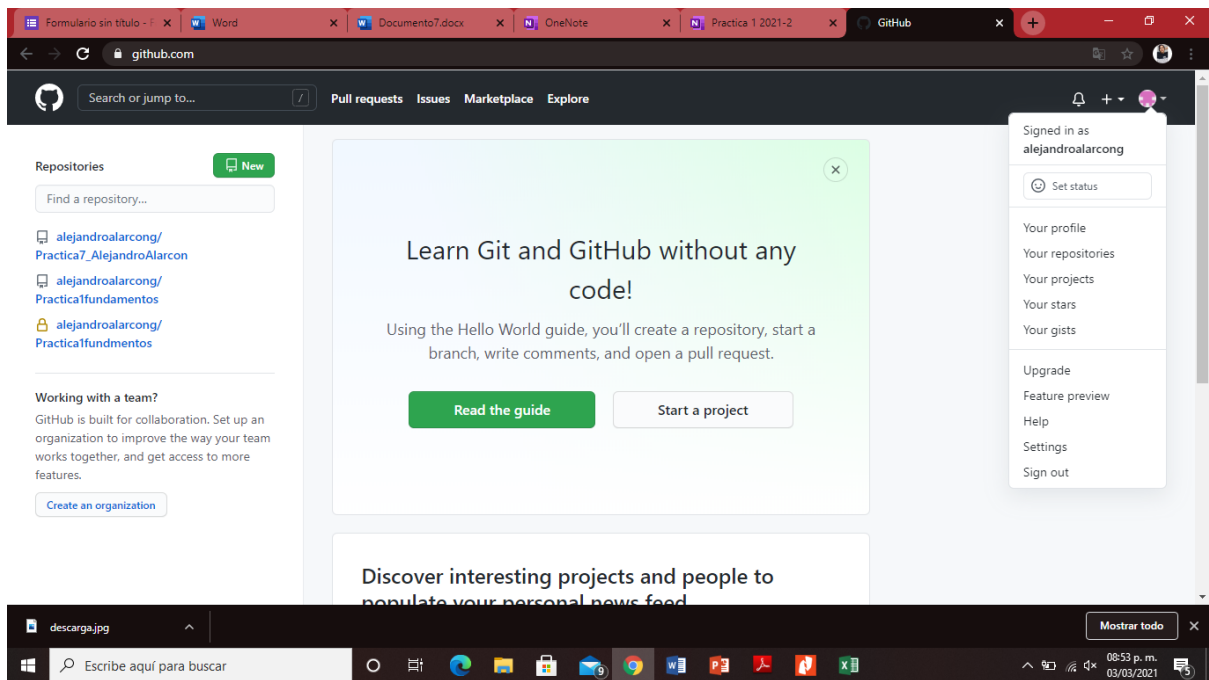 Formulario sin título - F
Word
Documento7.docx
OneNote
Practica 1 2021-2
GitHub
github.com
Search or jump to...
/
Pull requests Issues Marketplace Explore
Signed in as
alejandroalarcong
Set status
Your profile
Your repositories
Your projects
Your stars
Your gists
Upgrade
Feature preview
Help
Settings
Sign out
Repositories
New
Find a repository...
alejandroalarcong/
Practica7_AlejandroAlarcon
alejandroalarcong/
Practica1fundamentos
alejandroalarcong/
Practica1fundmentos
Working with a team?
GitHub is built for collaboration. Set up an
organization to improve the way your team
works together, and get access to more
features.
Create an organization
Learn Git and GitHub without any
code!
Using the Hello World guide, you'll create a repository, start a
branch, write comments, and open a pull request.
Read the guide
Start a project
Discover interesting projects and people to
populate your personal news feed
descarga.jpg
Mostrar todo
Escribe aquí para buscar
9
08:53 p. m.
03/03/2021
5